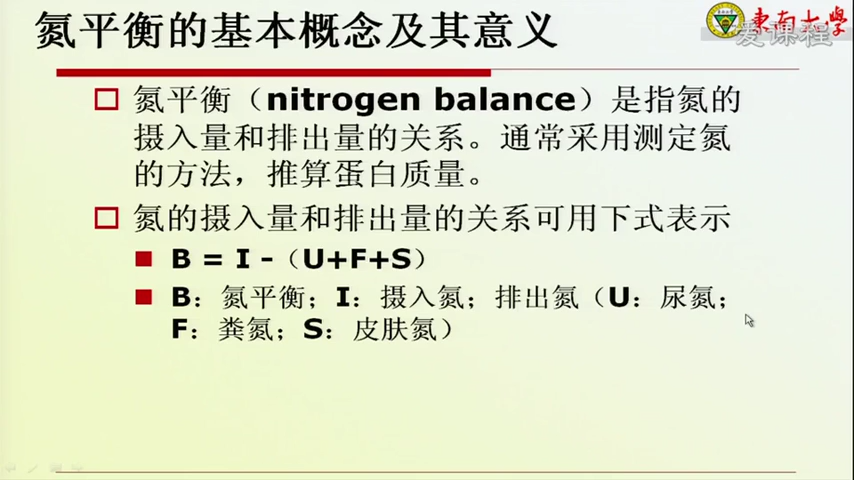 氮平衡的基本概念及其意义
东南大学
爱课程
氮平衡（nitrogen balance）是指氮的
摄入量和排出量的关系。通常采用测定氮
的方法，推算蛋白质量。
氮的摄入量和排出量的关系可用下式表示
B = I -（U+F+S）
B：氮平衡；I：摄入氮；排出氮（U：尿氮；
F：粪氮；S：皮肤氮）